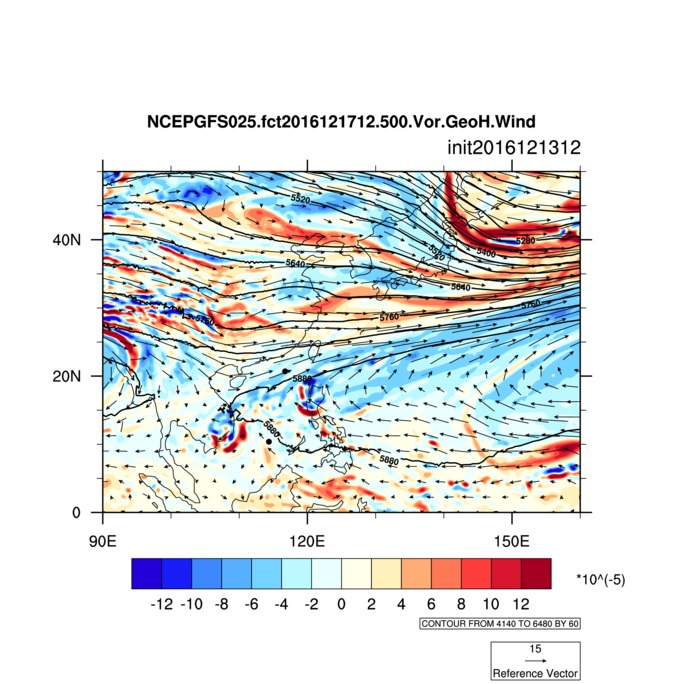 NCEPGFS025.fct2016121712.500.Vor.GeoH.Wind
init2016121312
5520
40N
5280
5520
5400
5640
5640
5760
5760
5760
20N
5880
5880
5880
0
90E 120E 150E
-12 -10 -8 -6 -4 -2 0 2 4 6 8 10 12
*10^(-5)
CONTOUR FROM 4140 TO 6480 BY 60
15
Reference Vector